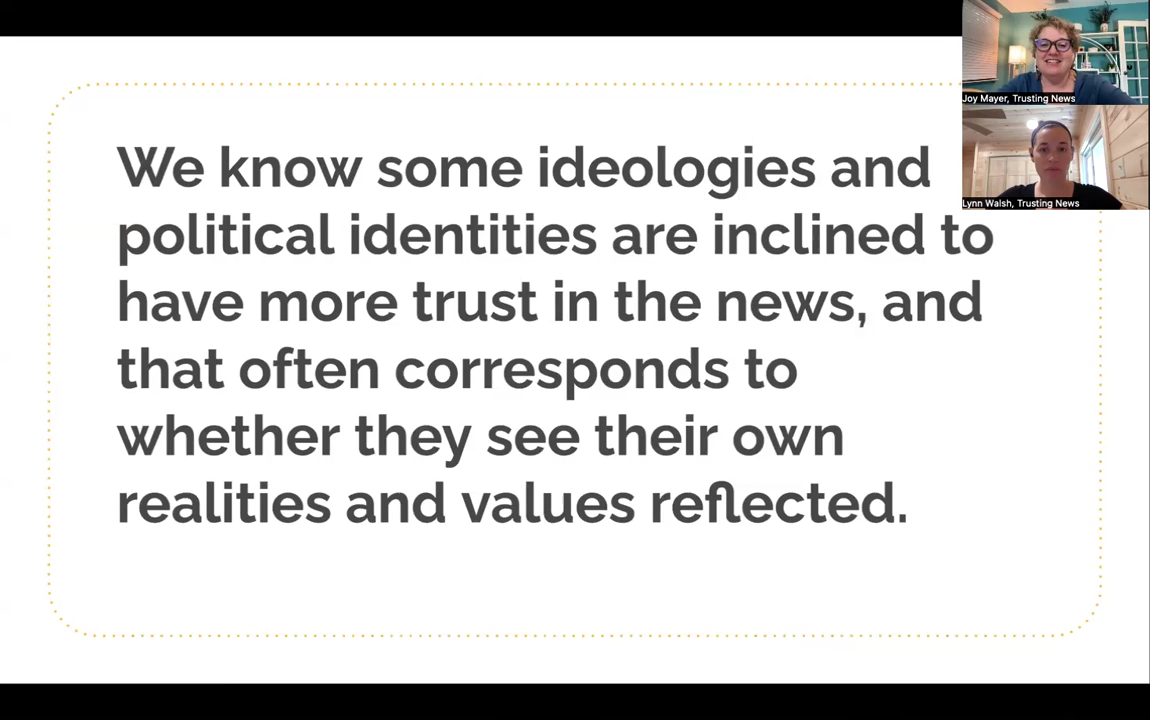 We know some ideologies and
political identities are inclined to
have more trust in the news, and
that often corresponds to
whether they see their own
realities and values reflected.
Joy Mayer, Trusting News
Lynn Walsh, Trusting News